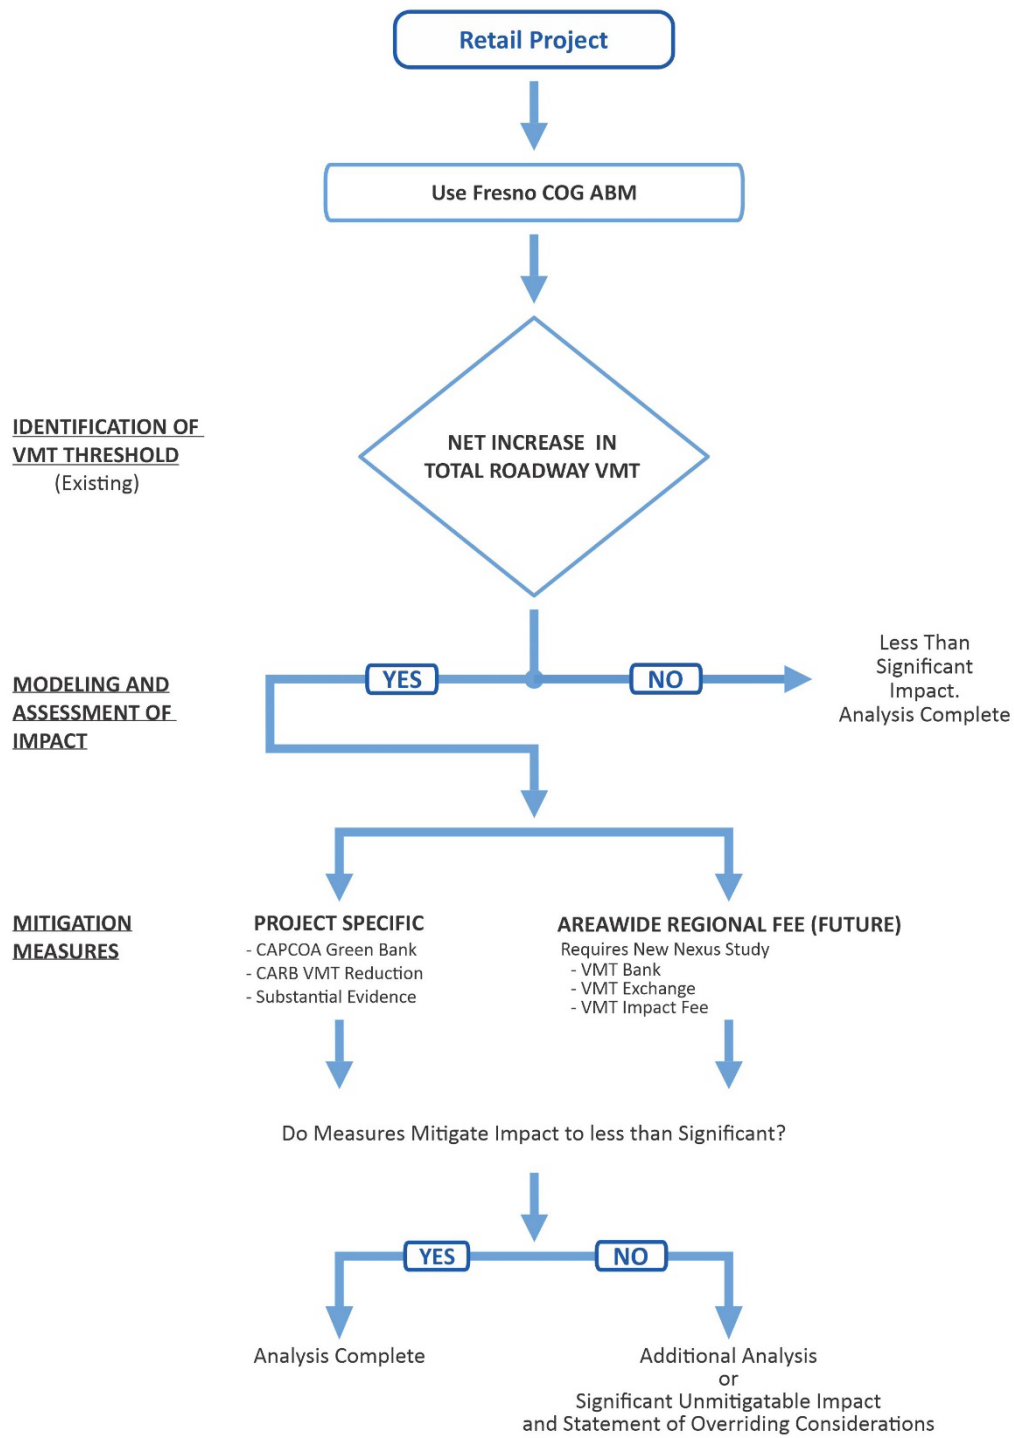 Retail Project
Use Fresno COG ABM
IDENTIFICATION OF
VMT THRESHOLD
(Existing)
NET INCREASE IN
TOTAL ROADWAY VMT
MODELING AND
ASSESSMENT OF
IMPACT
YES
NO
Less Than
Significant
Impact.
Analysis Complete
MITIGATION
MEASURES
PROJECT SPECIFIC
- CAPCOA Green Bank
- CARB VMT Reduction
- Substantial Evidence
AREAWIDE REGIONAL FEE (FUTURE)
Requires New Nexus Study
- VMT Bank
- VMT Exchange
- VMT Impact Fee
Do Measures Mitigate Impact to less than Significant?
YES
NO
Analysis Complete
Additional Analysis
or
Significant Unmitigatable Impact
and Statement of Overriding Considerations